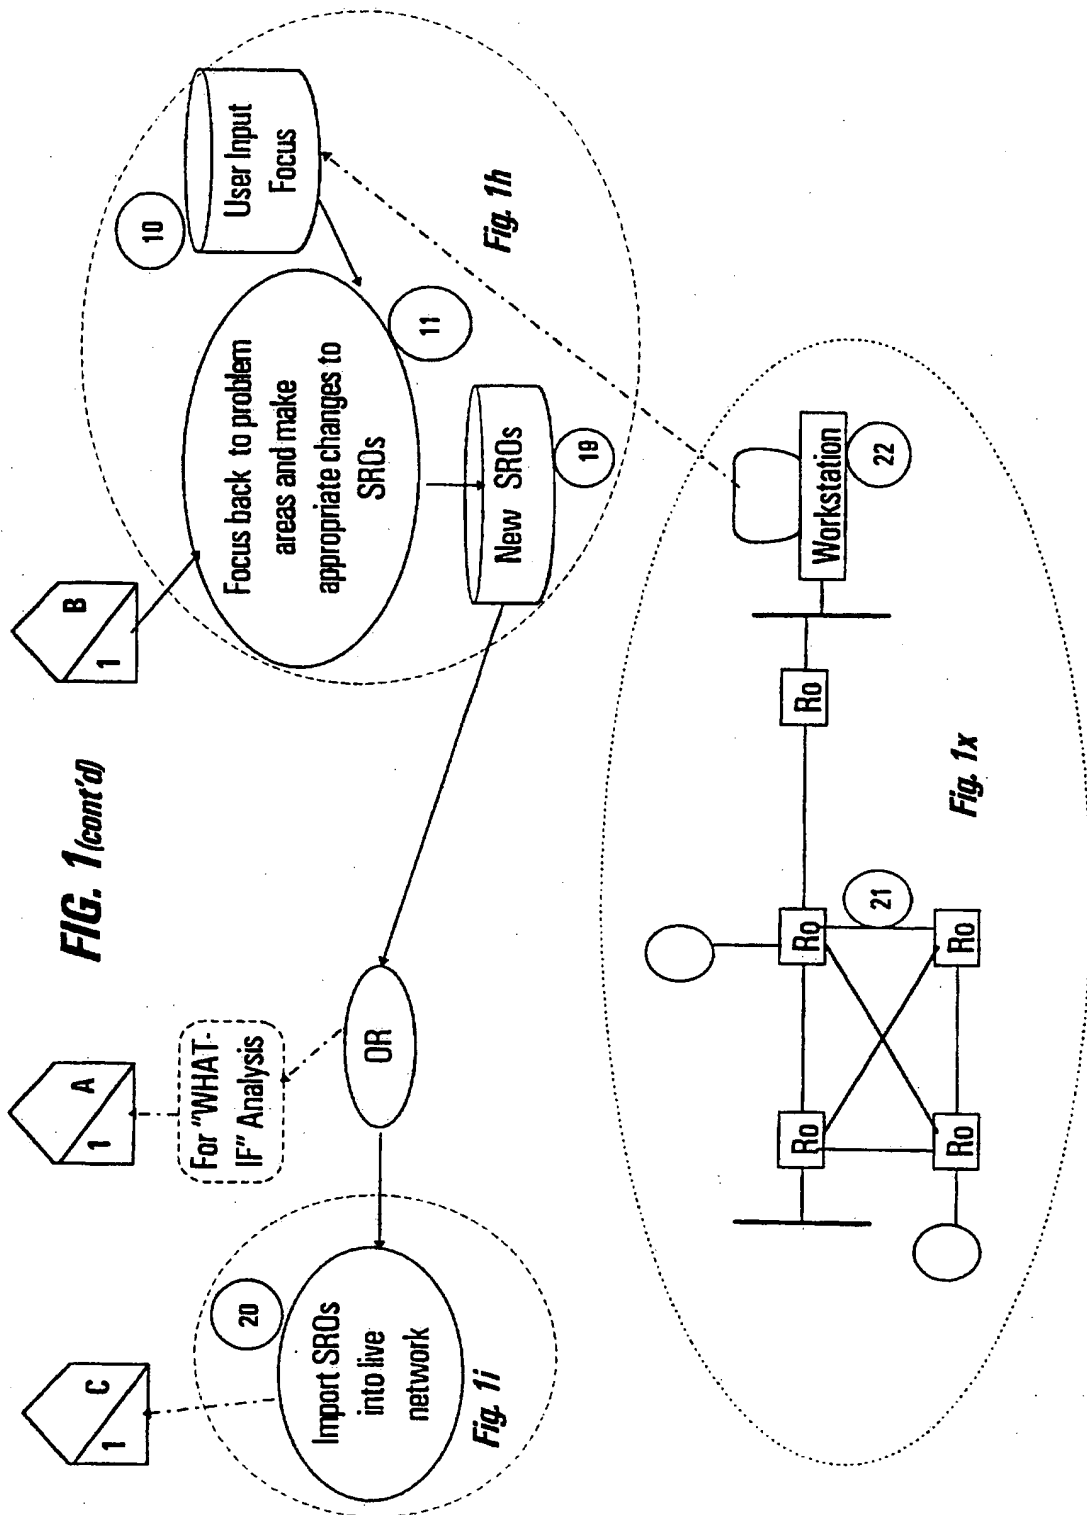 FIG. 1 (cont'd)
1 C
1 A
1 B
20
Import SROs
into live
network
Fig. 1i
For "WHAT-
IF" Analysis
OR
10
User Input
Focus
Focus back to problem
areas and make
appropriate changes to
SROs
11
New SROs
19
Fig. 1h
Ro
Ro
Ro
Workstation
22
21
Ro
Ro
Fig. 1x